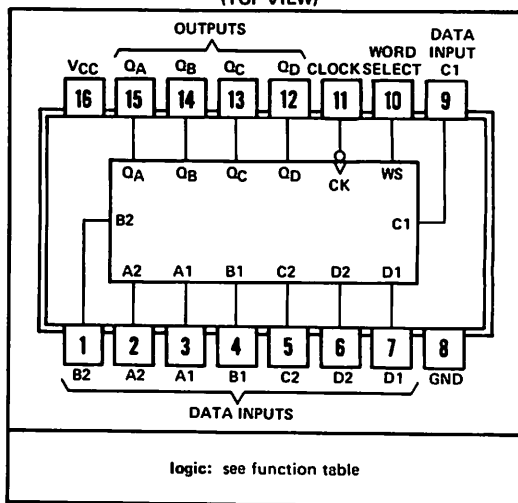 (TOP VIEW)
OUTPUTS
VCC QA QB QC QD CLOCK WORD SELECT DATA INPUT C1
16 15 14 13 12 11 10 9
QA QB QC QD CK WS
B2 C1
A2 A1 B1 C2 D2 D1
1 2 3 4 5 6 7 8
B2 A2 A1 B1 C2 D2 D1 GND
DATA INPUTS
logic: see function table